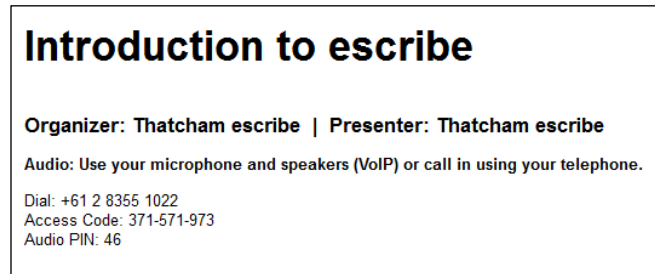 Introduction to escribe
Organizer: Thatcham escribe | Presenter: Thatcham escribe
Audio: Use your microphone and speakers (VoIP) or call in using your telephone.
Dial: +61 2 8355 1022
Access Code: 371-571-973
Audio PIN: 46